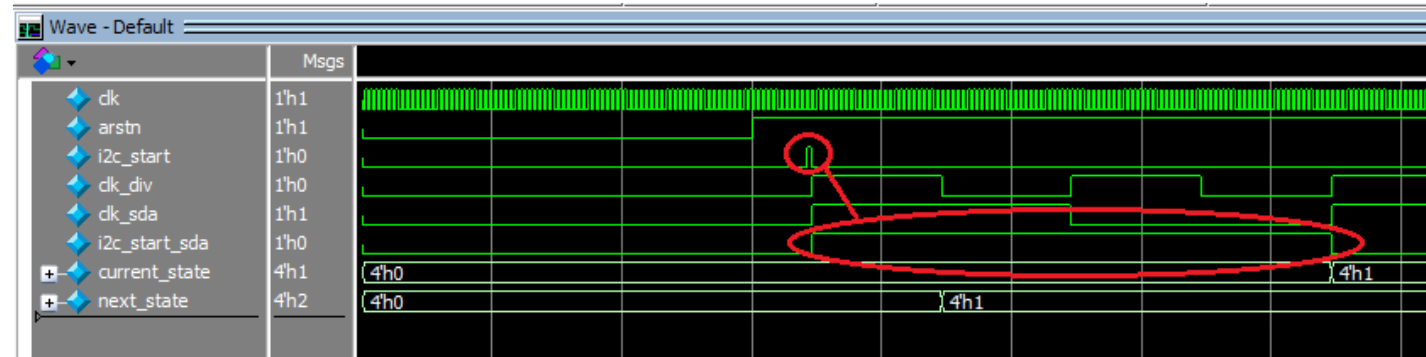 Wave - Default
Msgs
clk 1'h1
arstn 1'h1
i2c_start 1'h0
clk_div 1'h0
clk_sda 1'h1
i2c_start_sda 1'h0
current_state 4'h1 4'h0 4'h1
next_state 4'h2 4'h0 4'h1